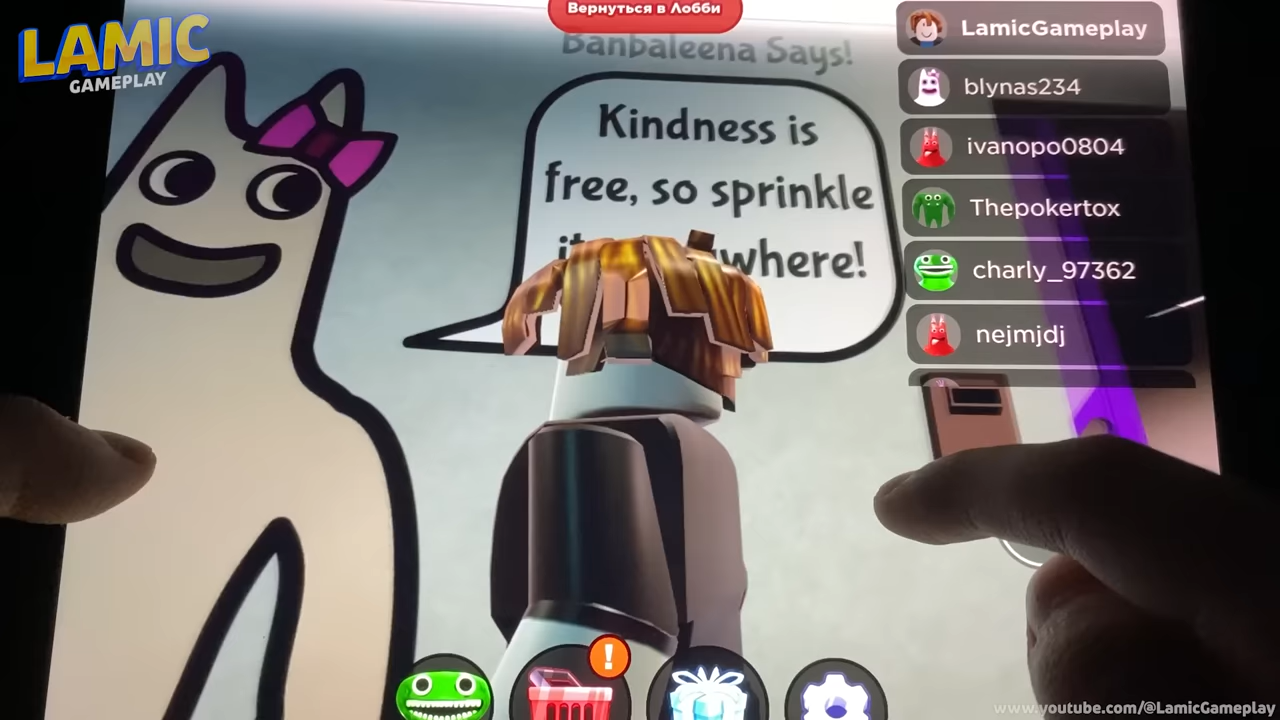 LAMIC
GAMEPLAY
Вернуться в Лобби
Banbaleena Says!
Kindness is
free, so sprinkle
where!
LamicGameplay
blynas234
ivanopo0804
Thepokertox
charly_97362
nejmjdj
!
www.youtube.com/@LamicGameplay